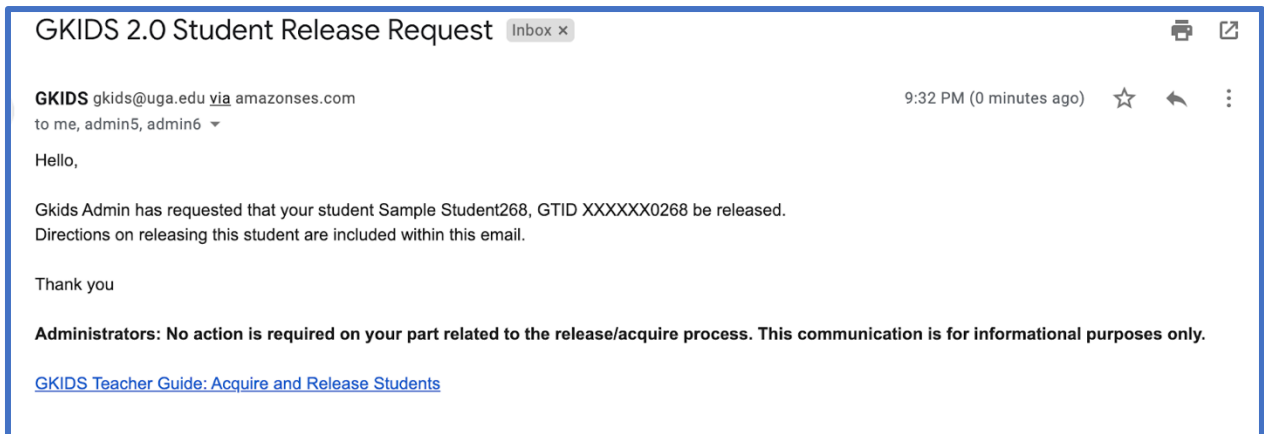 GKIDS 2.0 Student Release Request Inbox ×
GKIDS gkids@uga.edu via amazonses.com 9:32 PM (0 minutes ago)
to me, admin5, admin6
Hello,
Gkids Admin has requested that your student Sample Student268, GTID XXXXXX0268 be released.
Directions on releasing this student are included within this email.
Thank you
Administrators: No action is required on your part related to the release/acquire process. This communication is for informational purposes only.
GKIDS Teacher Guide: Acquire and Release Students